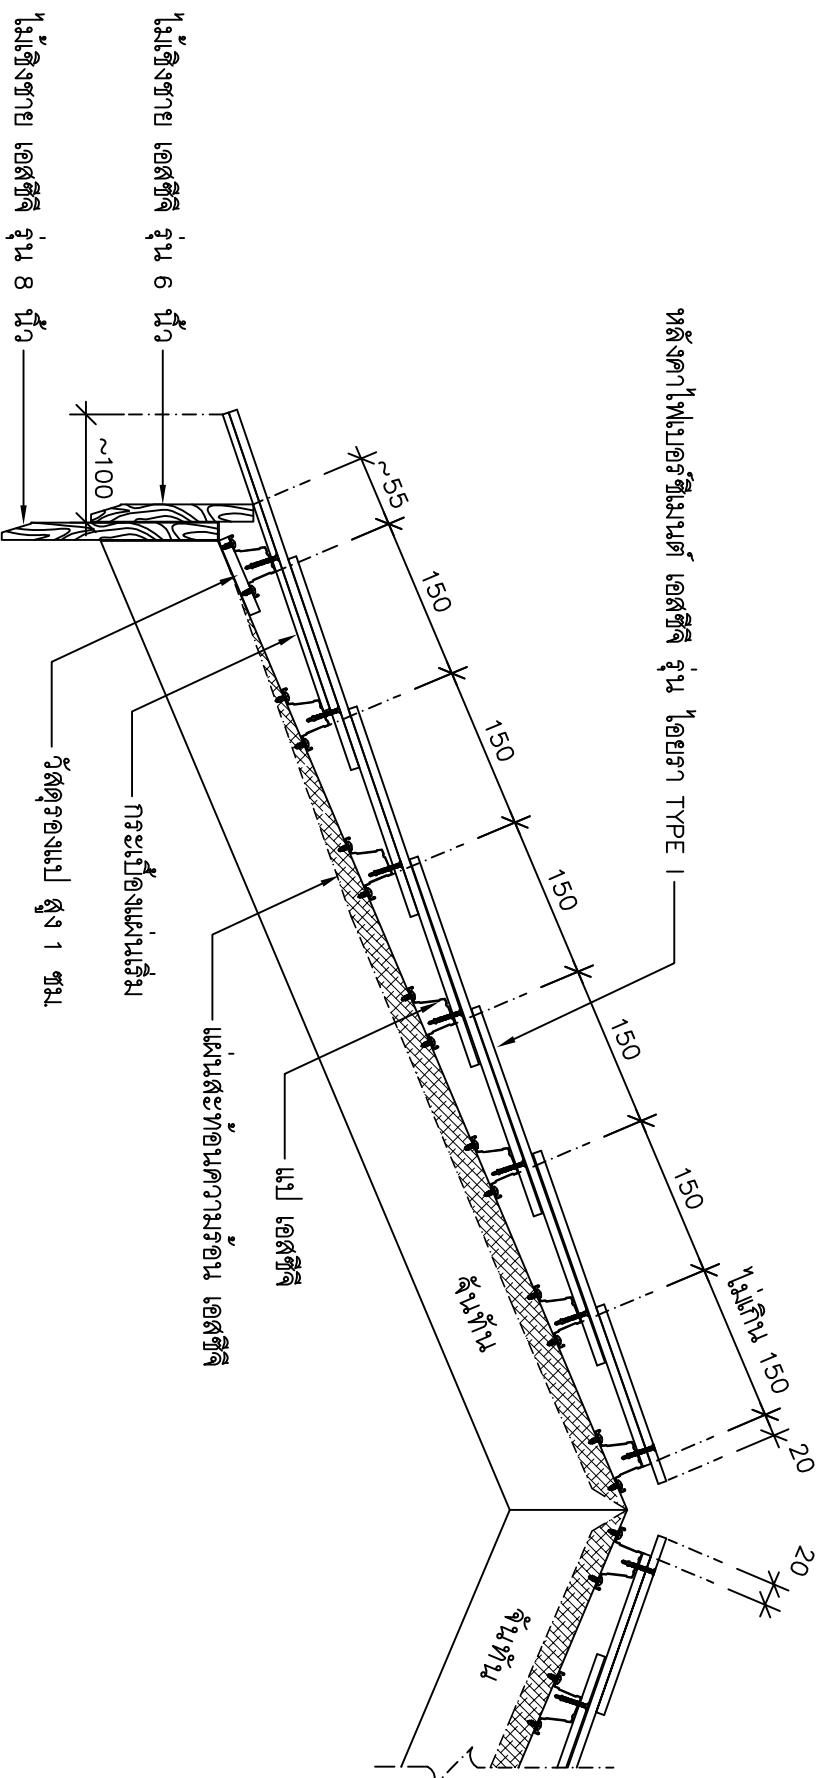 หลังคาไฟเบอร์ซีเมนต์ เอสซีจี รุ่น ไอยรา TYPE I
20
20
ไม่เกิน 150
150
150
150
150
150
~55
~100
ไม้เชิงชาย เอสซีจี รุ่น 6 นิ้ว
ไม้เชิงชาย เอสซีจี รุ่น 8 นิ้ว
จันทัน
จันทัน
แป เอสซีจี
แผ่นสะท้อนความร้อน เอสซีจี
กระเบื้องแผ่นเริ่ม
วัสดุรองแป สูง 1 ซม.